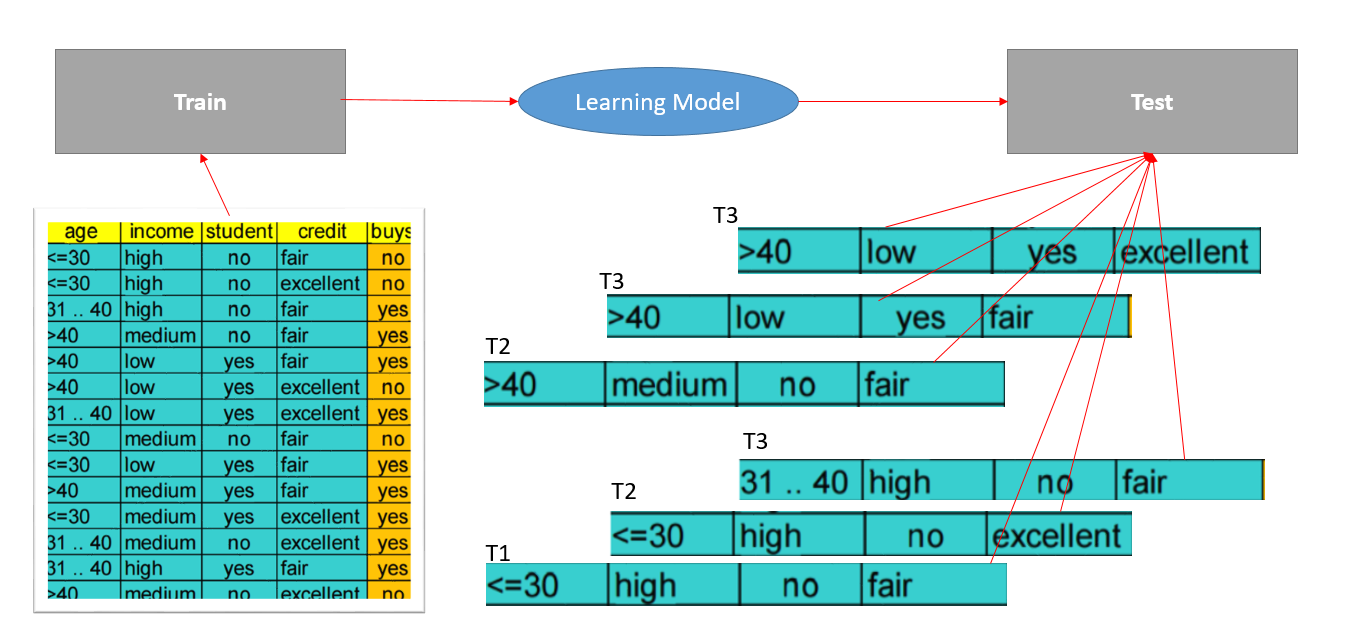 Train
Learning Model
Test
age income student credit buys
<=30 high no fair no
<=30 high no excellent no
31 .. 40 high no fair yes
>40 medium no fair yes
>40 low yes fair yes
>40 low yes excellent no
31 .. 40 low yes excellent yes
<=30 medium no fair no
<=30 low yes fair yes
>40 medium yes fair yes
<=30 medium yes excellent yes
31 .. 40 medium no excellent yes
31 .. 40 high yes fair yes
>40 medium no excellent no
T3
>40 low yes excellent
T3
>40 low yes fair
T2
>40 medium no fair
T3
31 .. 40 high no fair
T2
<=30 high no excellent
T1
<=30 high no fair